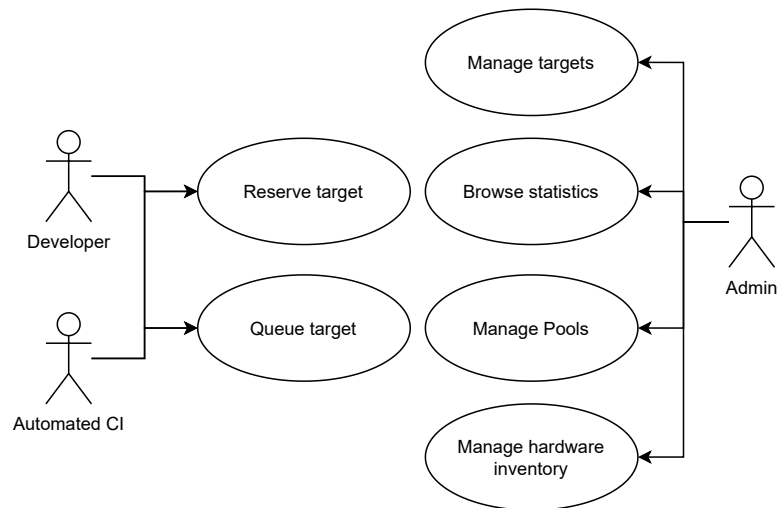 Manage targets
Reserve target
Browse statistics
Developer
Admin
Queue target
Manage Pools
Automated CI
Manage hardware
inventory